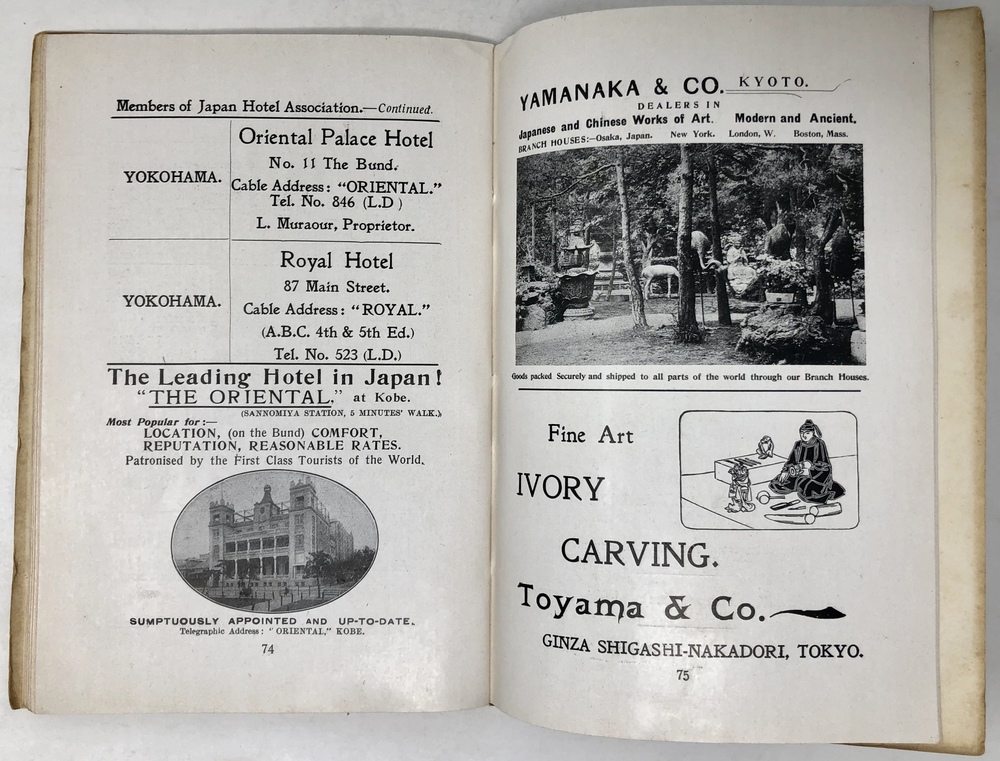 Members of Japan Hotel Association.—Continued.
YOKOHAMA.
Oriental Palace Hotel
No. 11 The Bund.
Cable Address: "ORIENTAL."
Tel. No. 846 (L.D)
L. Muraour, Proprietor.
YOKOHAMA.
Royal Hotel
87 Main Street.
Cable Address: "ROYAL."
(A.B.C. 4th & 5th Ed.)
Tel. No. 523 (L.D.)
The Leading Hotel in Japan!
"THE ORIENTAL," at Kobe.
(SANNOMIYA STATION, 5 MINUTES' WALK.)
Most Popular for:—
LOCATION, (on the Bund) COMFORT,
REPUTATION, REASONABLE RATES.
Patronised by the First Class Tourists of the World.
SUMPTUOUSLY APPOINTED AND UP-TO-DATE.
Telegraphic Address: "ORIENTAL," KOBE.
74
YAMANAKA & CO. KYOTO.
DEALERS IN
Japanese and Chinese Works of Art. Modern and Ancient.
BRANCH HOUSES:—Osaka, Japan. New York. London, W. Boston, Mass.
Goods packed Securely and shipped to all parts of the world through our Branch Houses.
Fine Art
IVORY
CARVING.
Toyama & Co.
GINZA SHIGASHI-NAKADORI, TOKYO.
75